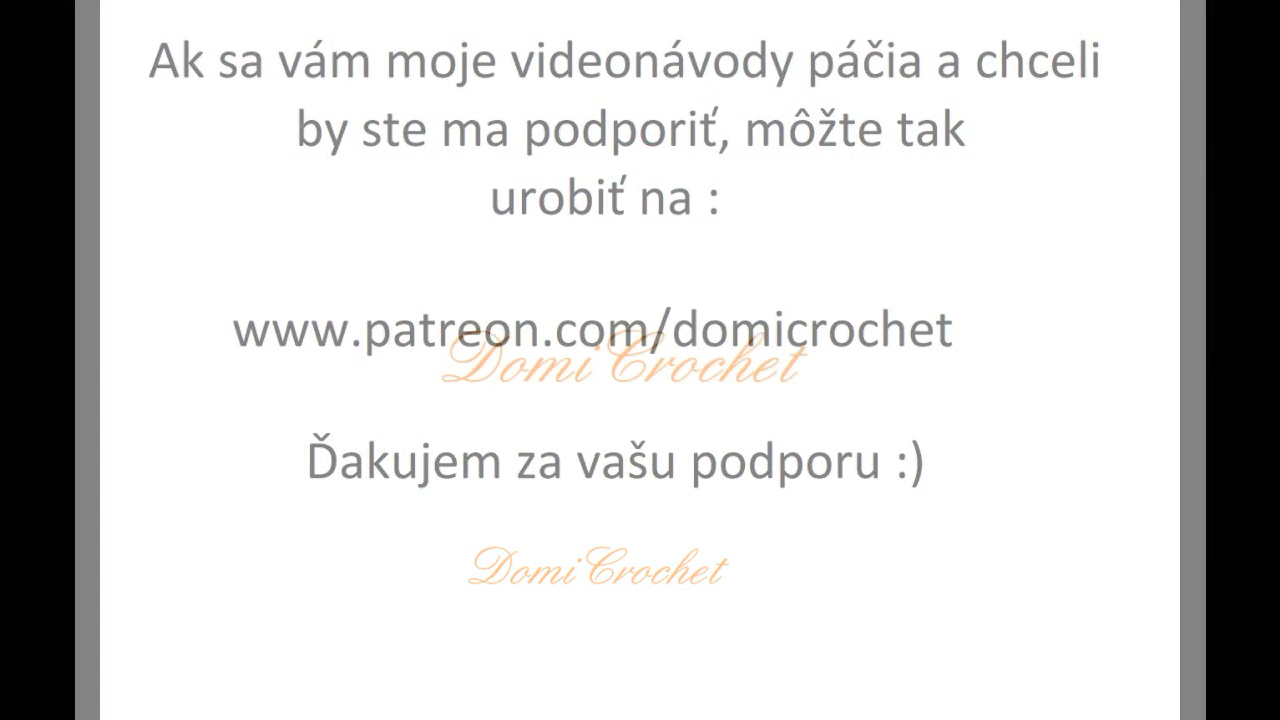 Ak sa vám moje videonávody páčia a chceli
by ste ma podporiť, môžte tak
urobiť na :
www.patreon.com/domicrochet
Domi Crochet
Ďakujem za vašu podporu :)
Domi Crochet